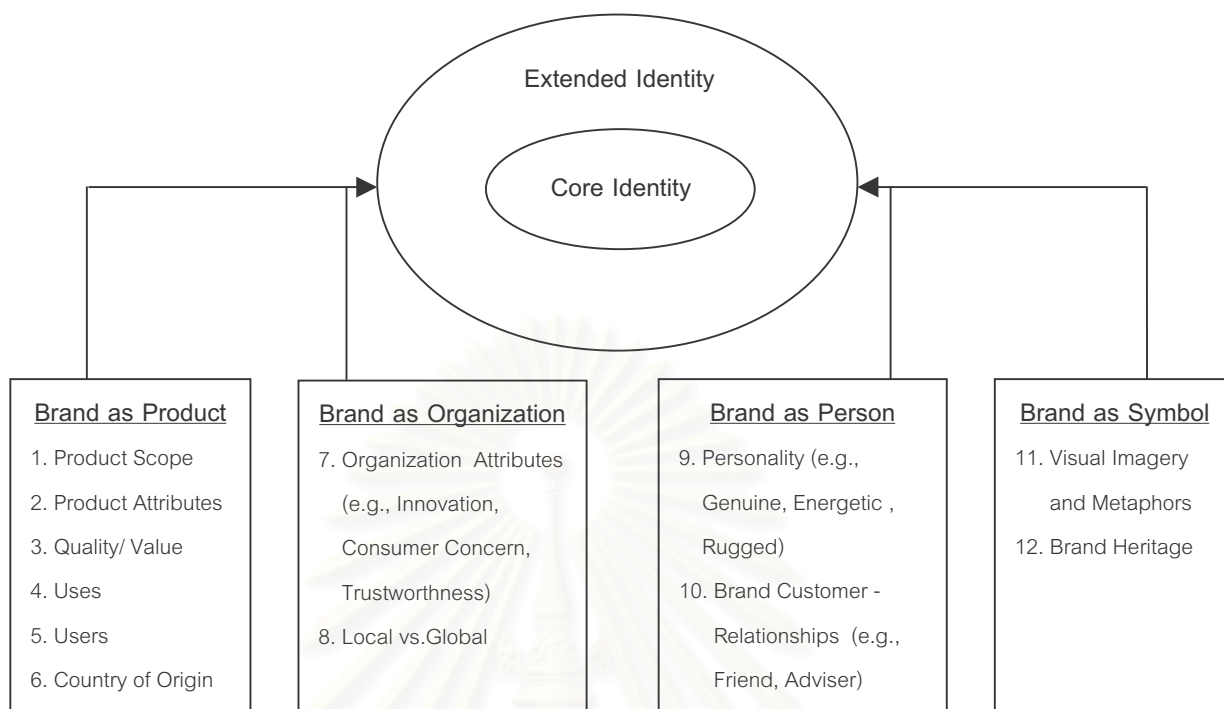 Extended Identity
Core Identity
Brand as Product
1. Product Scope
2. Product Attributes
3. Quality/ Value
4. Uses
5. Users
6. Country of Origin
Brand as Organization
7. Organization Attributes
(e.g., Innovation,
Consumer Concern,
Trustworthness)
8. Local vs.Global
Brand as Person
9. Personality (e.g.,
Genuine, Energetic ,
Rugged)
10. Brand Customer -
Relationships (e.g.,
Friend, Adviser)
Brand as Symbol
11. Visual Imagery
and Metaphors
12. Brand Heritage